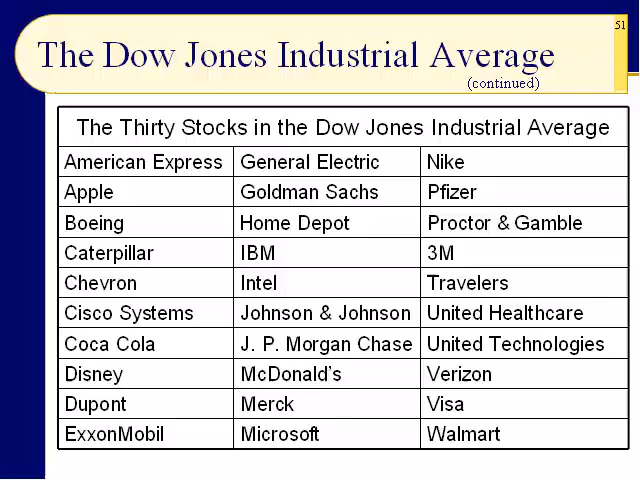 51
The Dow Jones Industrial Average
(continued)
The Thirty Stocks in the Dow Jones Industrial Average
American Express General Electric Nike
Apple Goldman Sachs Pfizer
Boeing Home Depot Proctor & Gamble
Caterpillar IBM 3M
Chevron Intel Travelers
Cisco Systems Johnson & Johnson United Healthcare
Coca Cola J. P. Morgan Chase United Technologies
Disney McDonald's Verizon
Dupont Merck Visa
ExxonMobil Microsoft Walmart